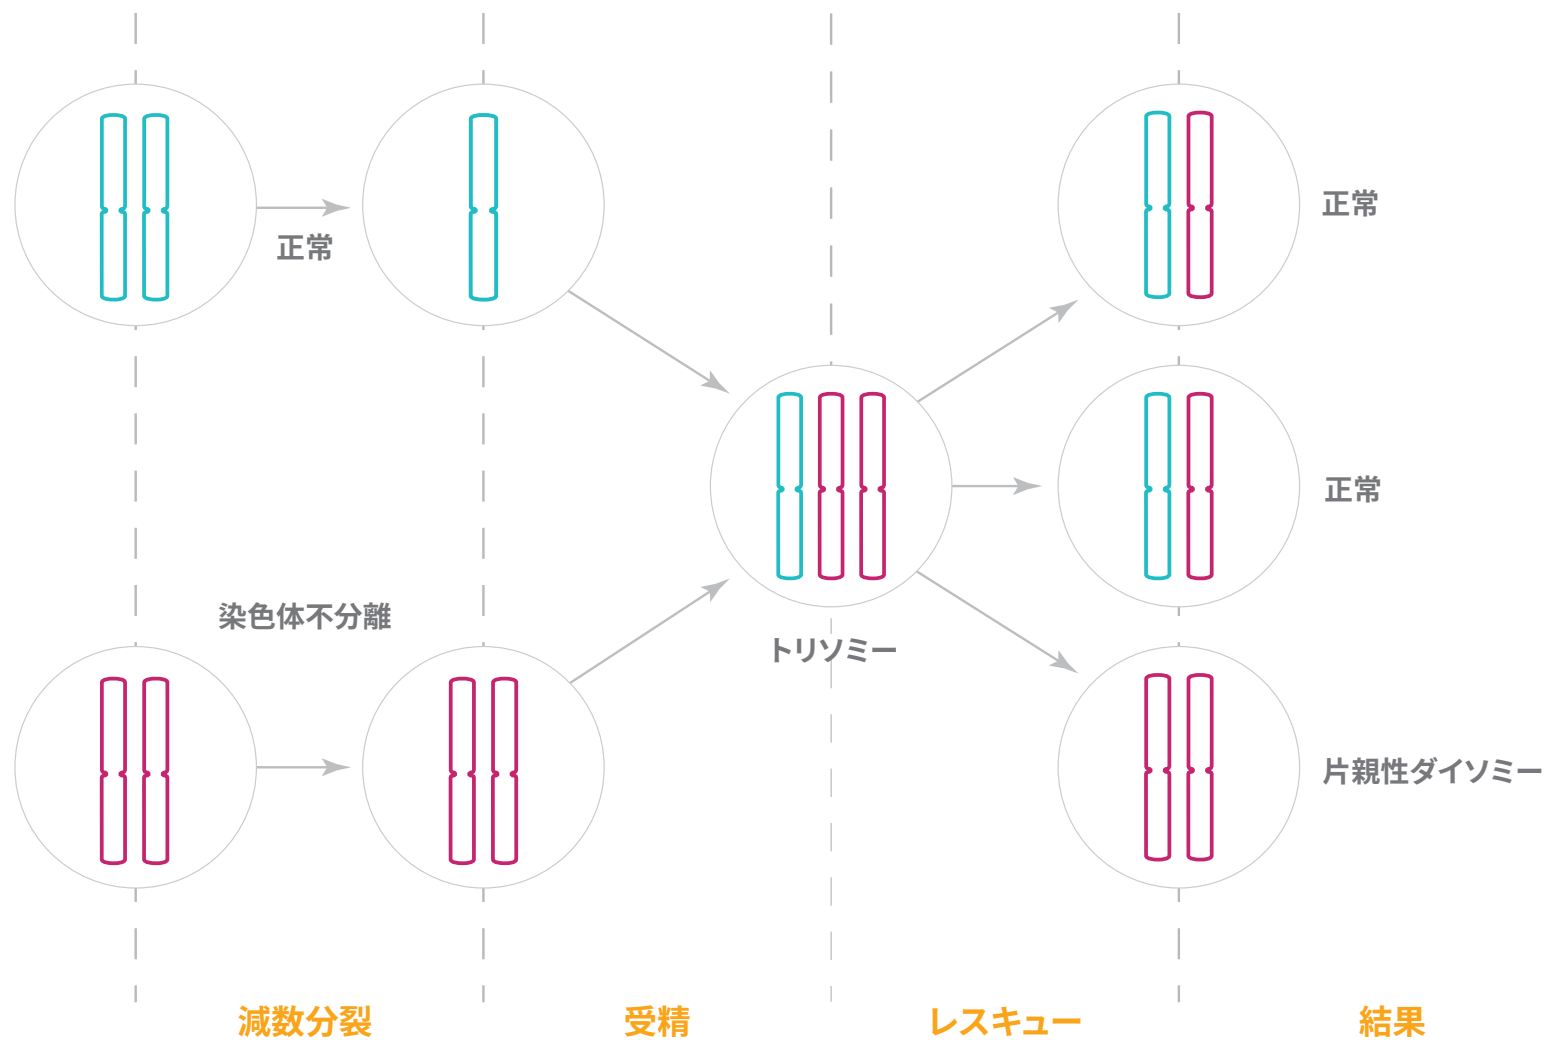 正常
正常
正常
染色体不分離
トリソミー
片親性ダイソミー
減数分裂
受精
レスキュー
結果